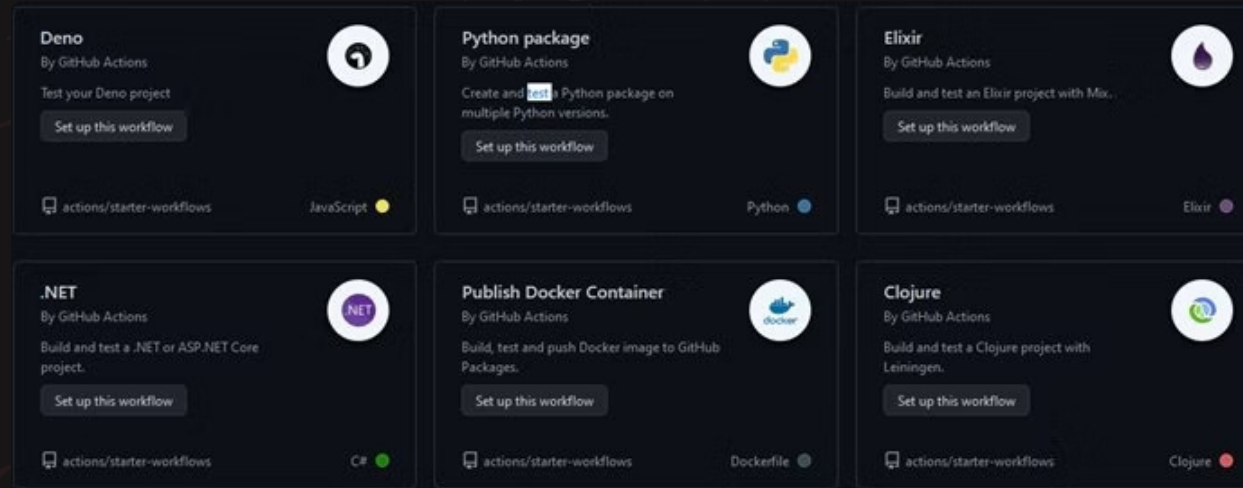 Deno
By GitHub Actions
Test your Deno project
Set up this workflow
actions/starter-workflows
JavaScript
Python package
By GitHub Actions
Create and test a Python package on
multiple Python versions.
Set up this workflow
actions/starter-workflows
Python
Elixir
By GitHub Actions
Build and test an Elixir project with Mix.
Set up this workflow
actions/starter-workflows
Elixir
.NET
By GitHub Actions
Build and test a .NET or ASP.NET Core
project.
Set up this workflow
.NET
actions/starter-workflows
C#
Publish Docker Container
By GitHub Actions
Build, test and push Docker image to GitHub
Packages.
Set up this workflow
docker
actions/starter-workflows
Dockerfile
Clojure
By GitHub Actions
Build and test a Clojure project with
Leiningen.
Set up this workflow
actions/starter-workflows
Clojure